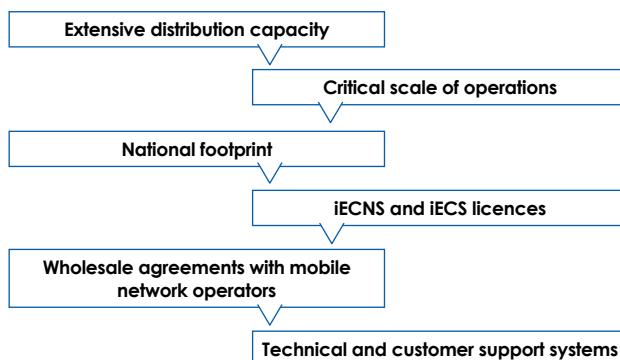 Extensive distribution capacity
Critical scale of operations
National footprint
iECNS and iECS licences
Wholesale agreements with mobile
network operators
Technical and customer support systems